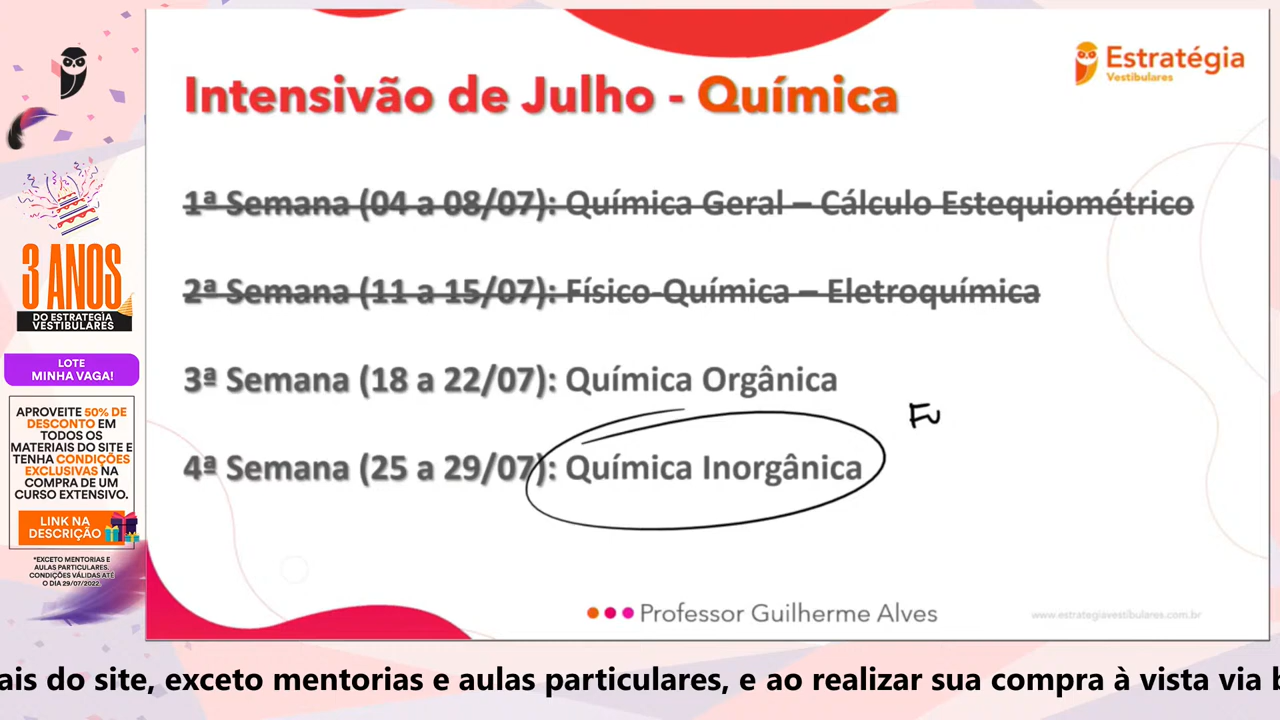 Intensivão de Julho - Química
Estratégia
Vestibulares
1ª Semana (04 a 08/07): Química Geral – Cálculo Estequiométrico
2ª Semana (11 a 15/07): Físico-Química – Eletroquímica
3ª Semana (18 a 22/07): Química Orgânica
Fu
4ª Semana (25 a 29/07): Química Inorgânica
Professor Guilherme Alves
www.estrategiavestibulares.com.br
3 ANOS
DO ESTRATEGIA
VESTIBULARES
LOTE
MINHA VAGA!
APROVEITE 50% DE
DESCONTO EM
TODOS OS
MATERIAIS DO SITE E
TENHA CONDIÇÕES
EXCLUSIVAS NA
COMPRA DE UM
CURSO EXTENSIVO.
LINK NA
DESCRIÇÃO
*EXCETO MENTORIAS E
AULAS PARTICULARES.
CONDIÇÕES VÁLIDAS ATÉ
O DIA 29/07/2022.
ais do site, exceto mentorias e aulas particulares, e ao realizar sua compra à vista via b